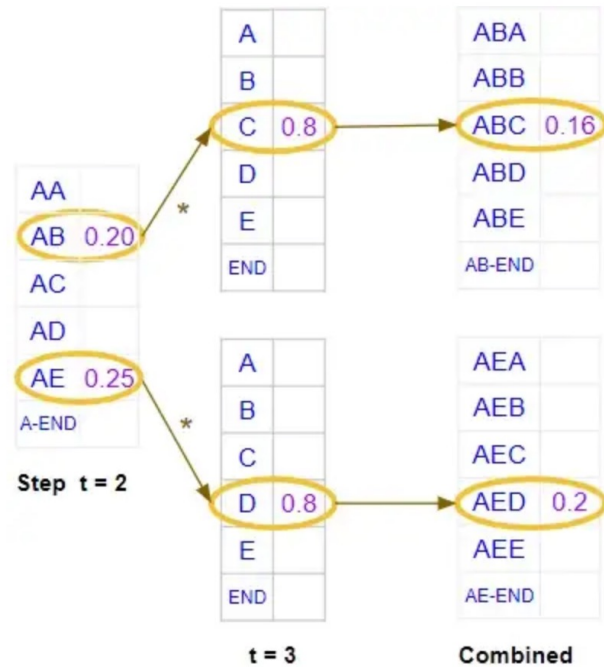 AA
AB 0.20
AC
AD
AE 0.25
A-END
Step t = 2
*
*
A
B
C 0.8
D
E
END
A
B
C
D 0.8
E
END
t = 3
ABA
ABB
ABC 0.16
ABD
ABE
AB-END
AEA
AEB
AEC
AED 0.2
AEE
AE-END
Combined